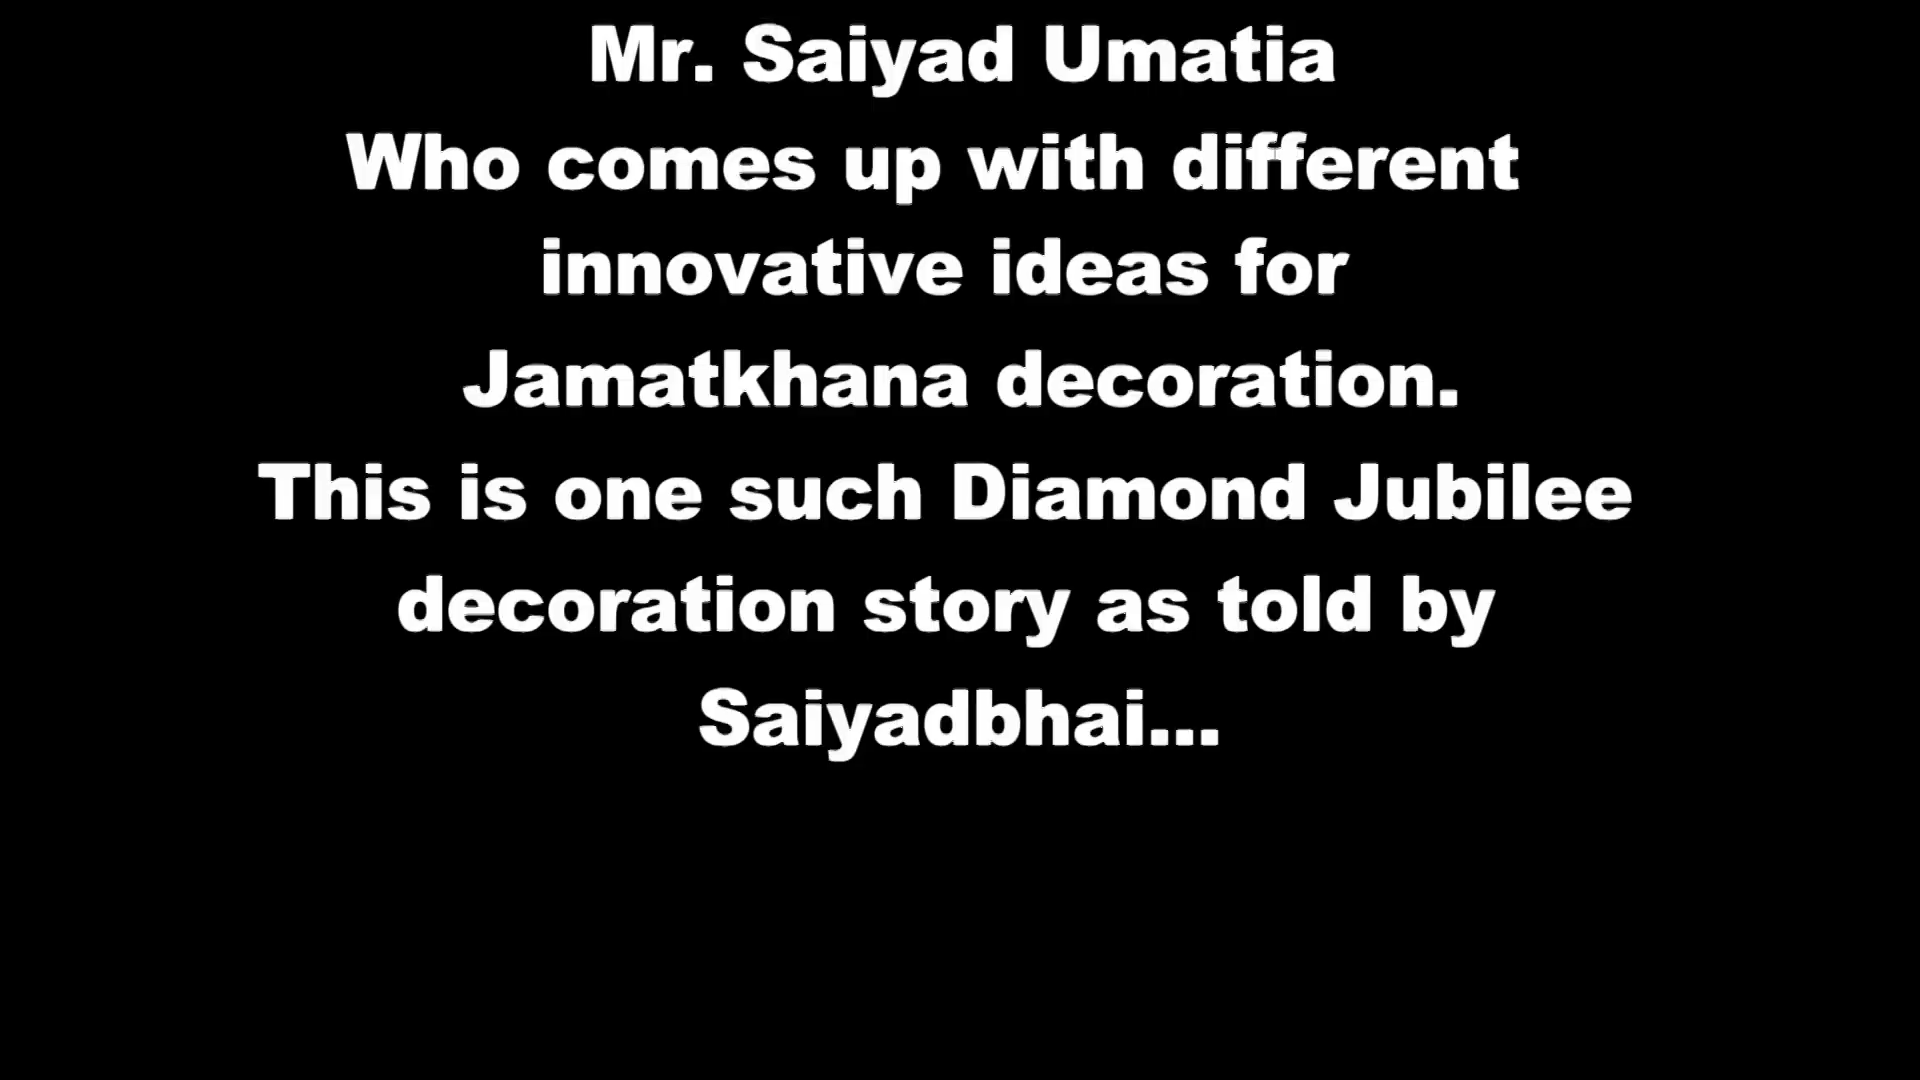 Mr. Saiyad Umatia
Who comes up with different
innovative ideas for
Jamatkhana decoration.
This is one such Diamond Jubilee
decoration story as told by
Saiyadbhai...